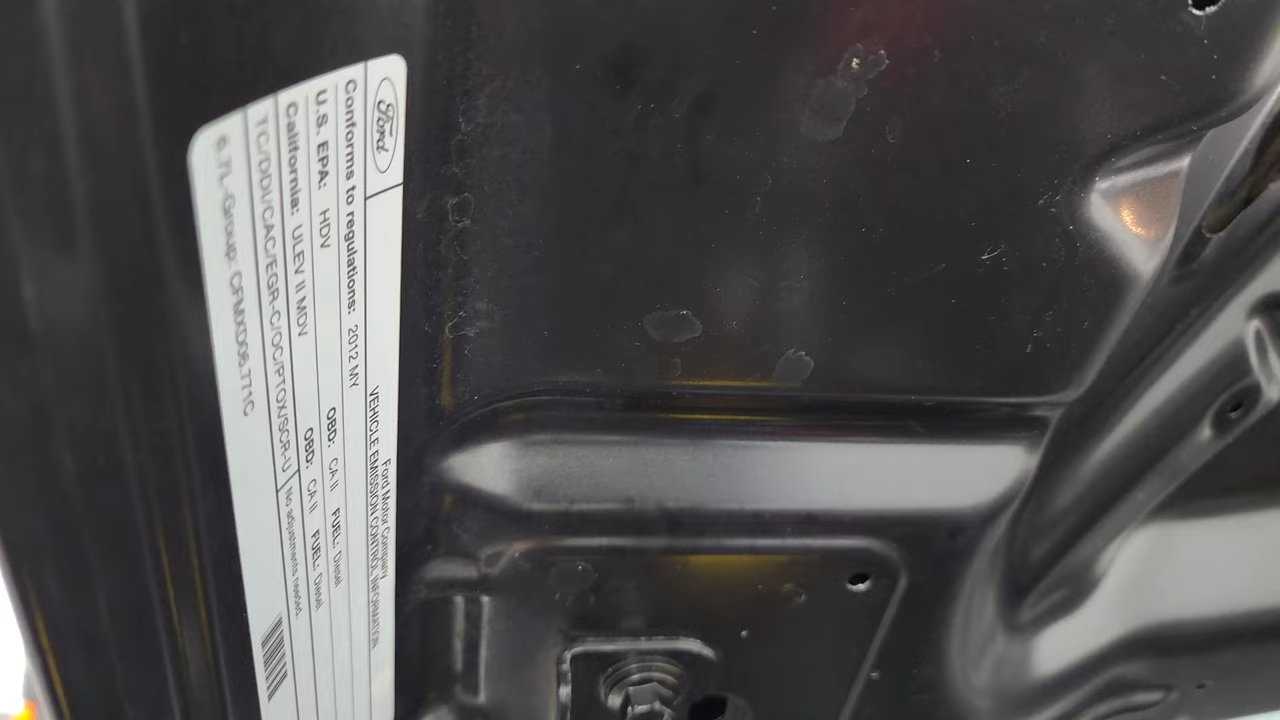 Ford
Ford Motor Company
VEHICLE EMISSION CONTROL INFORMATION
Conforms to regulations: 2012 MY
U.S. EPA: HDV OBD: CA II FUEL: Diesel
California: ULEV II MDV OBD: CA II FUEL: Diesel
TC/DDI/CAC/EGR-C/OC/PTOX/SCR-U No adjustments needed.
6.7L-Group: CFMXD06.771C